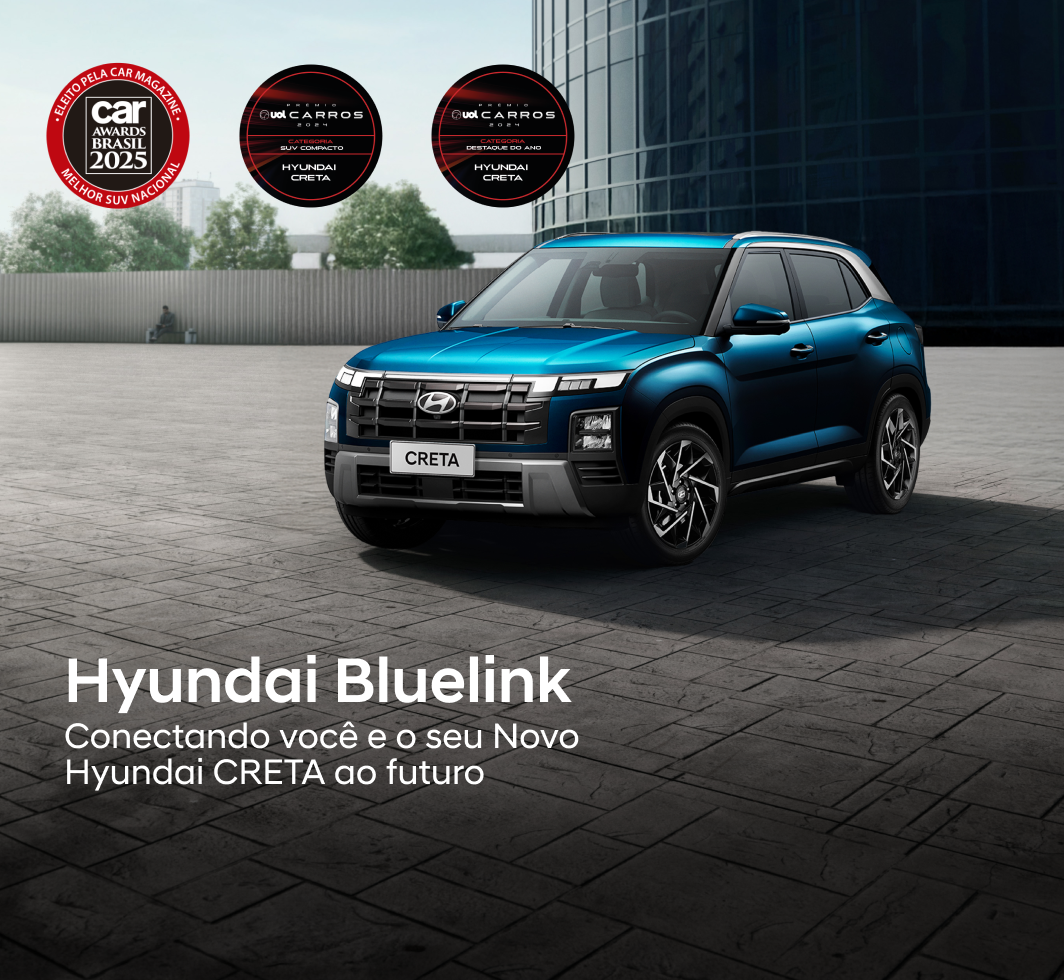 • ELEITO PELA CAR MAGAZINE •
car
AWARDS
BRASIL
2025
MELHOR SUV NACIONAL
PRÊMIO
uol CARROS
2024
CATEGORIA
SUV COMPACTO
HYUNDAI
CRETA
PRÊMIO
uol CARROS
2024
CATEGORIA
DESTAQUE DO ANO
HYUNDAI
CRETA
CRETA
Hyundai Bluelink
Conectando você e o seu Novo
Hyundai CRETA ao futuro